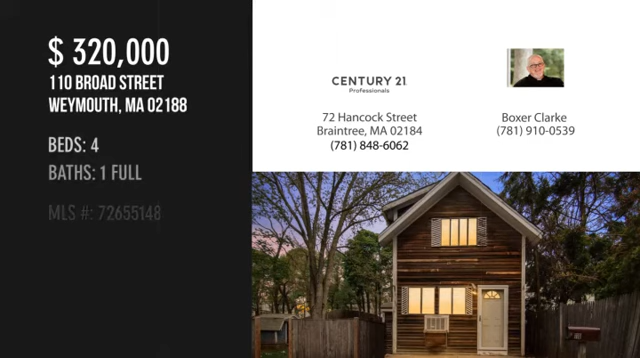 $ 320,000
110 BROAD STREET
WEYMOUTH, MA 02188
BEDS: 4
BATHS: 1 FULL
MLS #: 72655148
CENTURY 21
Professionals
72 Hancock Street
Braintree, MA 02184
(781) 848-6062
Boxer Clarke
(781) 910-0539